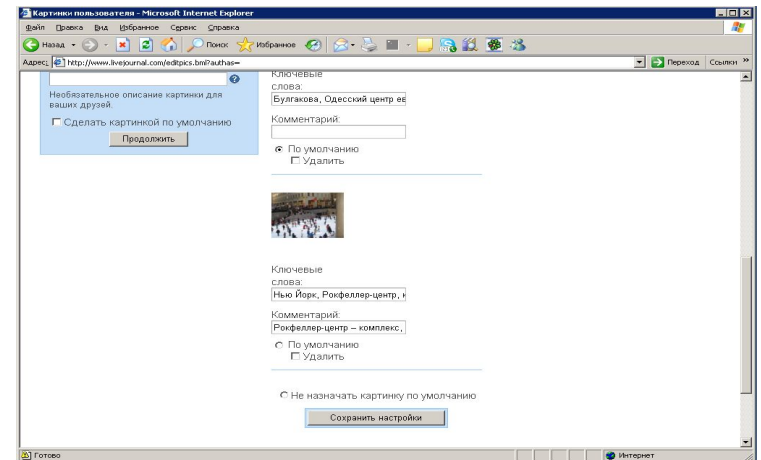 Картинки пользователя - Microsoft Internet Explorer
Файл Правка Вид Избранное Сервис Справка
Назад Поиск Избранное
Адрес: http://www.livejournal.com/editpics.bml?authas= Переход Ссылки »
Необязательное описание картинки для
ваших друзей.
Сделать картинкой по умолчанию
Продолжить
Ключевые
слова:
Булгакова, Одесский центр ев
Комментарий:
По умолчанию
Удалить
Ключевые
слова:
Нью Йорк, Рокфеллер-центр,
Комментарий:
Рокфеллер-центр – комплекс,
По умолчанию
Удалить
Не назначать картинку по умолчанию
Сохранить настройки
Готово Интернет